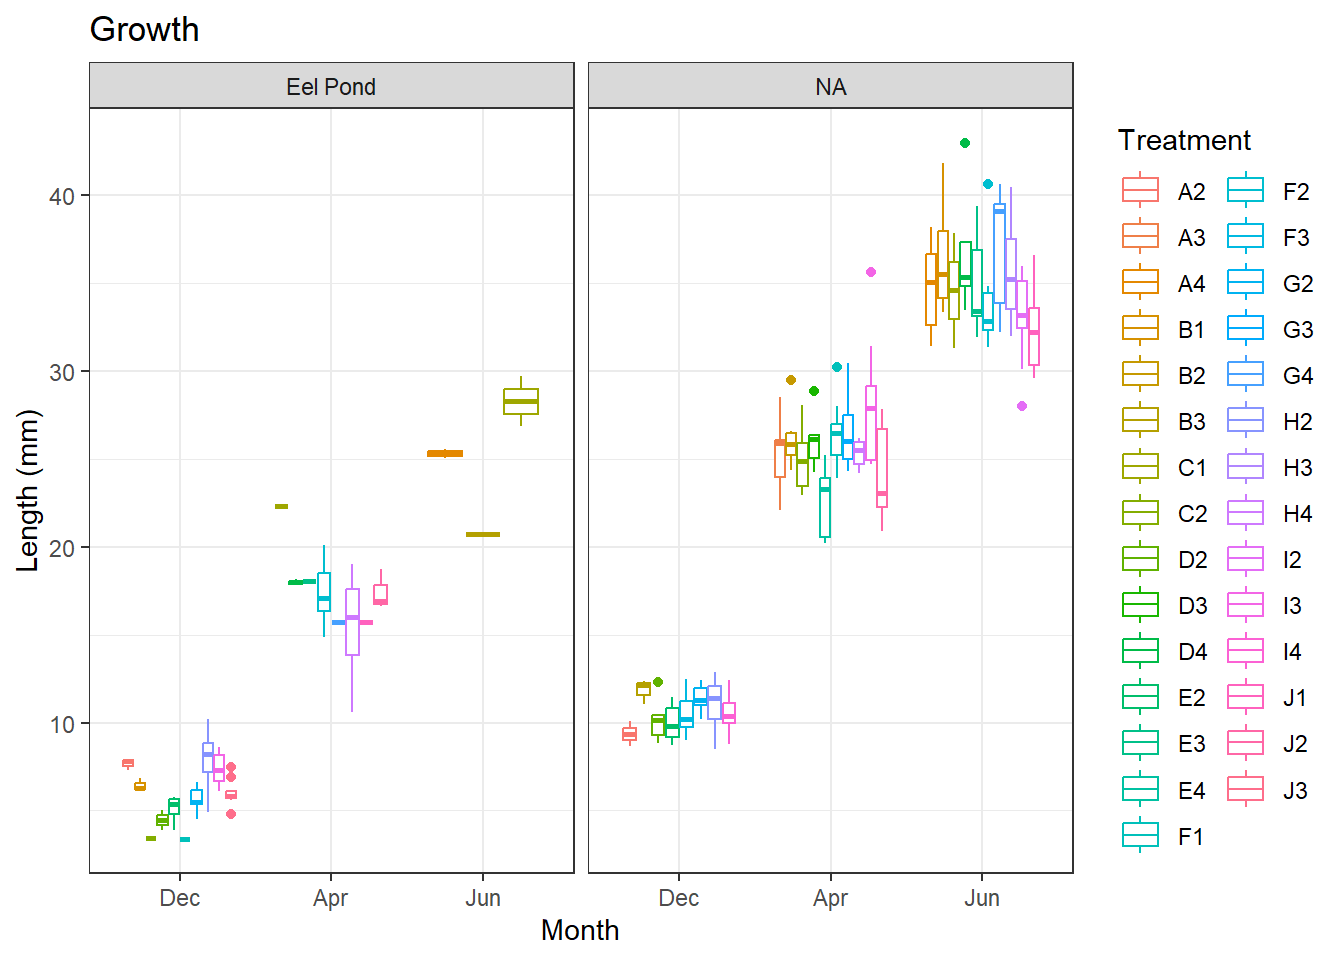 Growth
Eel Pond
NA
40
30
20
10
Length (mm)
Dec
Apr
Jun
Dec
Apr
Jun
Month
Treatment
A2
A3
A4
B1
B2
B3
C1
C2
D2
D3
D4
E2
E3
E4
F1
F2
F3
G2
G3
G4
H2
H3
H4
I2
I3
I4
J1
J2
J3